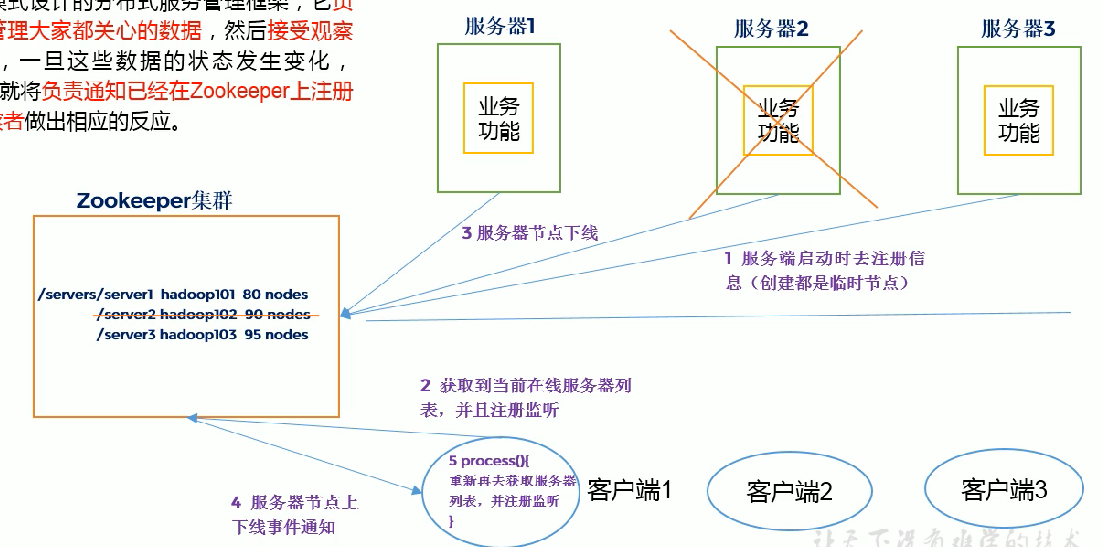 模式设计的分布式服务管理框架，它负
管理大家都关心的数据，然后接受观察
，一旦这些数据的状态发生变化，
就将负责通知已经在Zookeeper上注册
者做出相应的反应。
服务器1
服务器2
服务器3
业务
功能
业务
功能
业务
功能
Zookeeper集群
/servers/server1 hadoop101 80 nodes
/server2 hadoop102 90 nodes
/server3 hadoop103 95 nodes
3 服务器节点下线
1 服务端启动时去注册信
息（创建都是临时节点）
2 获取到当前在线服务器列
表，并且注册监听
4 服务器节点上
下线事件通知
5 process(){
重新再去获取服务器
列表，并注册监听
}
客户端1
客户端2
客户端3
让天下没有难学的技术